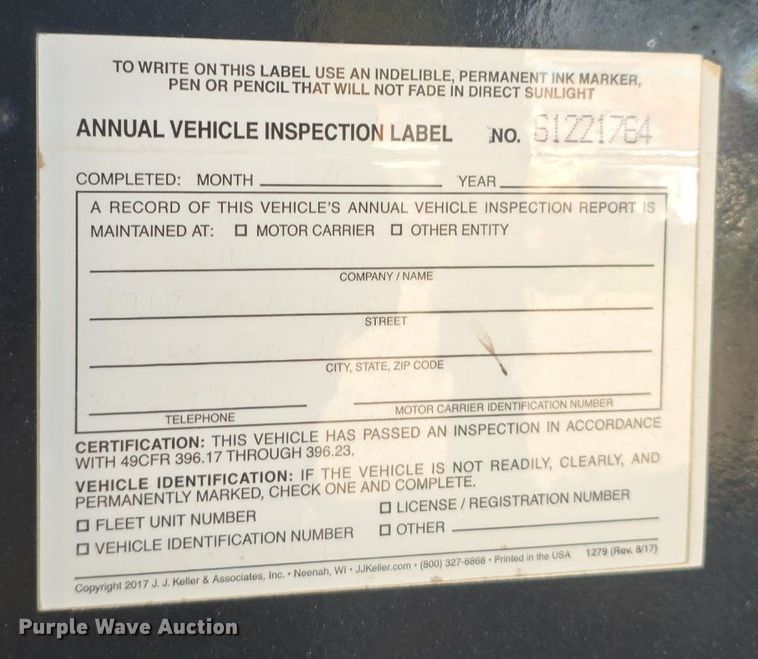 TO WRITE ON THIS LABEL USE AN INDELIBLE, PERMANENT INK MARKER,
PEN OR PENCIL THAT WILL NOT FADE IN DIRECT SUNLIGHT
ANNUAL VEHICLE INSPECTION LABEL NO. S1221764
COMPLETED: MONTH YEAR
A RECORD OF THIS VEHICLE'S ANNUAL VEHICLE INSPECTION REPORT IS
MAINTAINED AT: ☐ MOTOR CARRIER ☐ OTHER ENTITY
COMPANY / NAME
STREET
CITY, STATE, ZIP CODE
TELEPHONE MOTOR CARRIER IDENTIFICATION NUMBER
CERTIFICATION: THIS VEHICLE HAS PASSED AN INSPECTION IN ACCORDANCE
WITH 49CFR 396.17 THROUGH 396.23.
VEHICLE IDENTIFICATION: IF THE VEHICLE IS NOT READILY, CLEARLY, AND
PERMANENTLY MARKED, CHECK ONE AND COMPLETE.
☐ FLEET UNIT NUMBER ☐ LICENSE / REGISTRATION NUMBER
☐ VEHICLE IDENTIFICATION NUMBER ☐ OTHER
Copyright 2017 J. J. Keller & Associates, Inc. • Neenah, WI • JJKeller.com • (800) 327-6868 • Printed in the USA 1279 (Rev. 8/17)
Purple Wave Auction